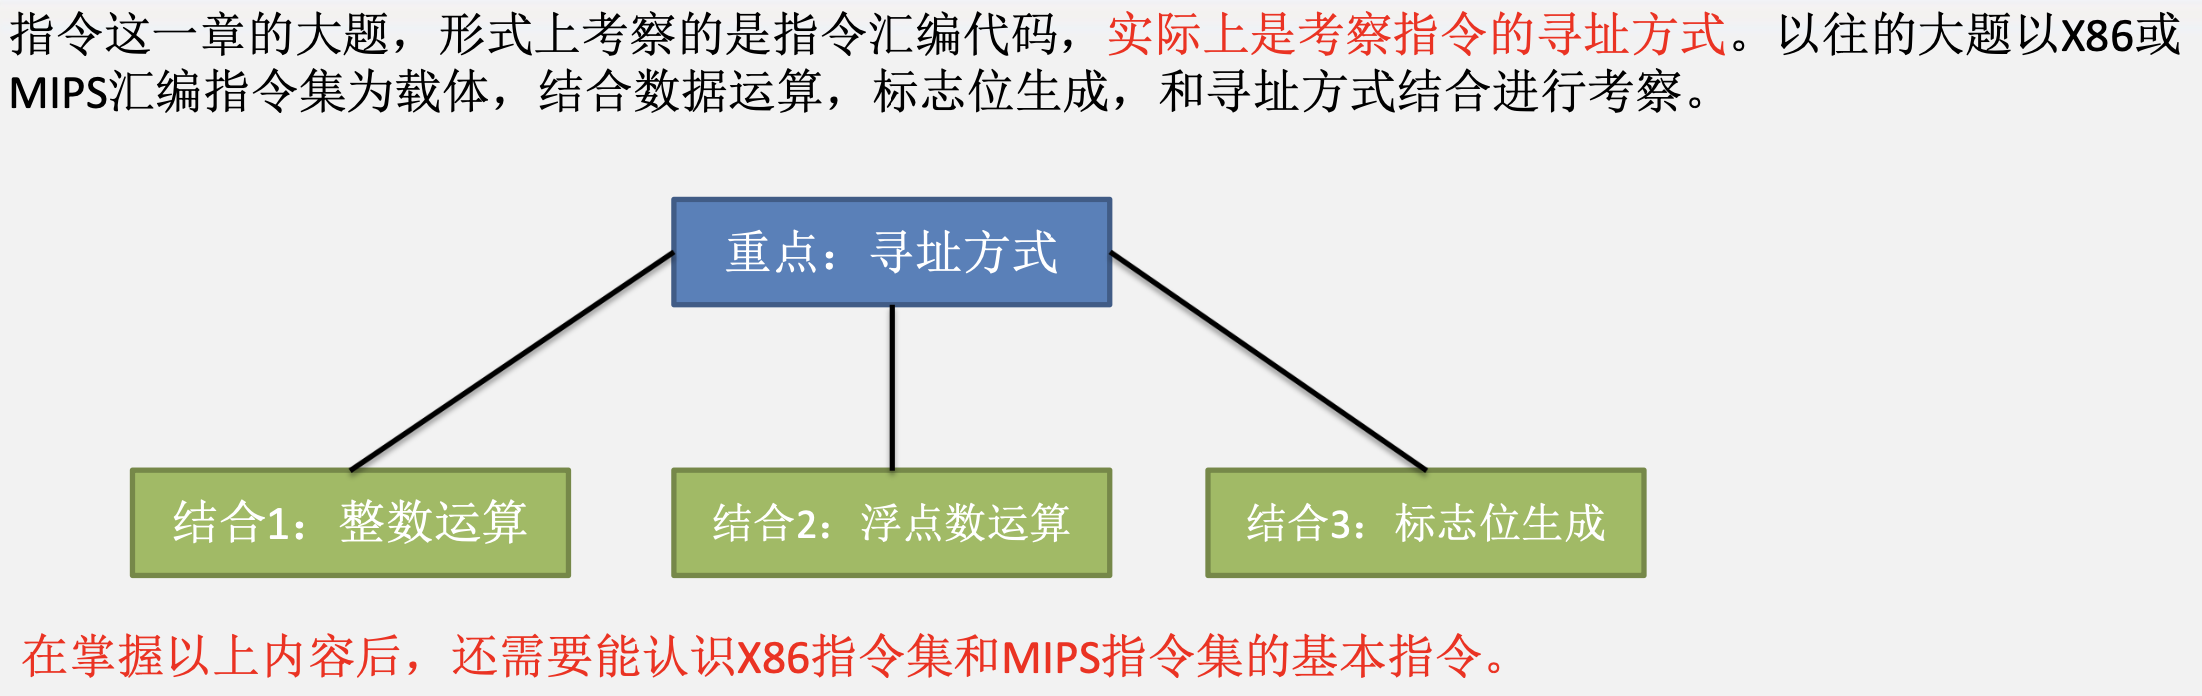 指令这一章的大题，形式上考察的是指令汇编代码，实际上是考察指令的寻址方式。以往的大题以X86或
MIPS汇编指令集为载体，结合数据运算，标志位生成，和寻址方式结合进行考察。
重点：寻址方式
结合1：整数运算
结合2：浮点数运算
结合3：标志位生成
在掌握以上内容后，还需要能认识X86指令集和MIPS指令集的基本指令。